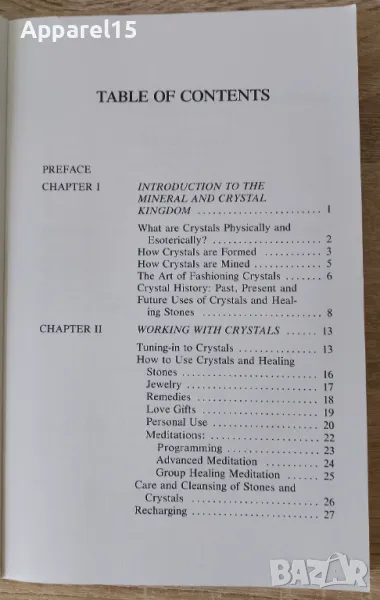 Apparel15
TABLE OF CONTENTS
PREFACE
CHAPTER I INTRODUCTION TO THE
MINERAL AND CRYSTAL
KINGDOM ........................ 1
What are Crystals Physically and
Esoterically? ....................... 2
How Crystals are Formed ............ 3
How Crystals are Mined ............. 5
The Art of Fashioning Crystals ....... 6
Crystal History: Past, Present and
Future Uses of Crystals and Heal-
ing Stones ........................ 8
CHAPTER II WORKING WITH CRYSTALS ...... 13
Tuning-in to Crystals ................ 13
How to Use Crystals and Healing
Stones ........................... 16
Jewelry ........................... 17
Remedies ......................... 18
Love Gifts ........................ 19
Personal Use ...................... 20
Meditations: ...................... 22
Programming .................... 23
Advanced Meditation ............. 24
Group Healing Meditation ........ 25
Care and Cleansing of Stones and
Crystals .......................... 26
Recharging ......................... 27
BAZAR
.bg